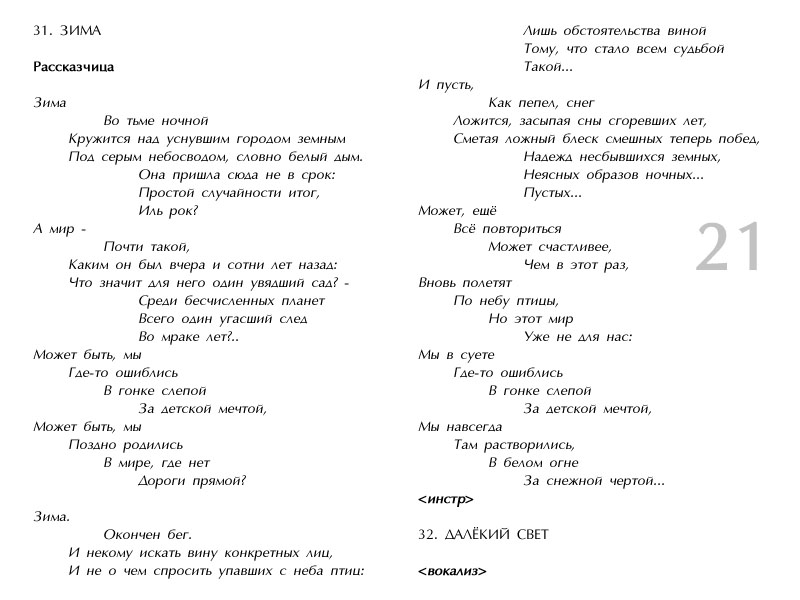 31. ЗИМА
Рассказчица
Зима
Во тьме ночной
Кружится над уснувшим городом земным
Под серым небосводом, словно белый дым.
Она пришла сюда не в срок:
Простой случайности итог,
Иль рок?
А мир -
Почти такой,
Каким он был вчера и сотни лет назад:
Что значит для него один увядший сад? -
Среди бесчисленных планет
Всего один угасший след
Во мраке лет?..
Может быть, мы
Где-то ошиблись
В гонке слепой
За детской мечтой,
Может быть, мы
Поздно родились
В мире, где нет
Дороги прямой?
Зима.
Окончен бег.
И некому искать вину конкретных лиц,
И не о чем спросить упавших с неба птиц:
Лишь обстоятельства виной
Тому, что стало всем судьбой
Такой...
И пусть,
Как пепел, снег
Ложится, засыпая сны сгоревших лет,
Сметая ложный блеск смешных теперь побед,
Надежд несбывшихся земных,
Неясных образов ночных...
Пустых...
Может, ещё
Всё повториться
Может счастливее,
Чем в этот раз,
Вновь полетят
По небу птицы,
Но этот мир
Уже не для нас:
Мы в суете
Где-то ошиблись
В гонке слепой
За детской мечтой,
Мы навсегда
Там растворились,
В белом огне
За снежной чертой...
<инстр>
32. ДАЛЁКИЙ СВЕТ
<вокализ>
21